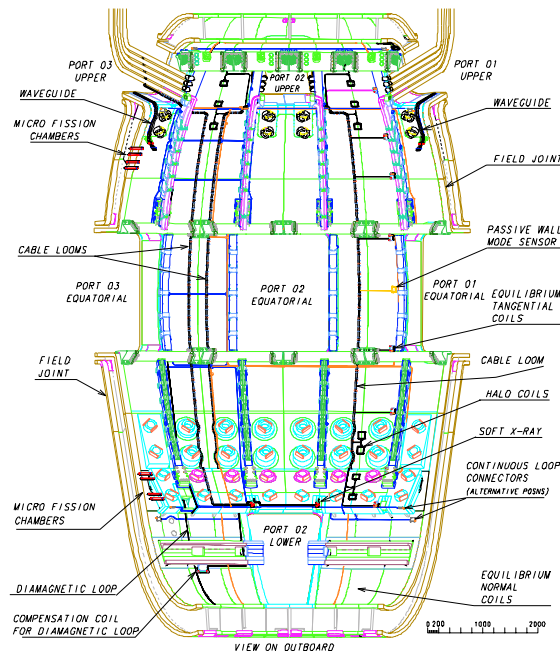 PORT 03
UPPER
PORT 02
UPPER
PORT 01
UPPER
WAVEGUIDE
WAVEGUIDE
MICRO FISSION
CHAMBERS
FIELD JOINT
CABLE LOOMS
PASSIVE WALL
MODE SENSOR
PORT 03
EQUATORIAL
PORT 02
EQUATORIAL
PORT 01
EQUATORIAL
EQUILIBRIUM
TANGENTIAL
COILS
FIELD
JOINT
CABLE LOOM
HALO COILS
SOFT X-RAY
CONTINUOUS LOOP
CONNECTORS
(ALTERNATIVE POSNS)
MICRO FISSION
CHAMBERS
PORT 02
LOWER
DIAMAGNETIC LOOP
EQUILIBRIUM
NORMAL
COILS
COMPENSATION COIL
FOR DIAMAGNETIC LOOP
0 200 1000 2000
VIEW ON OUTBOARD